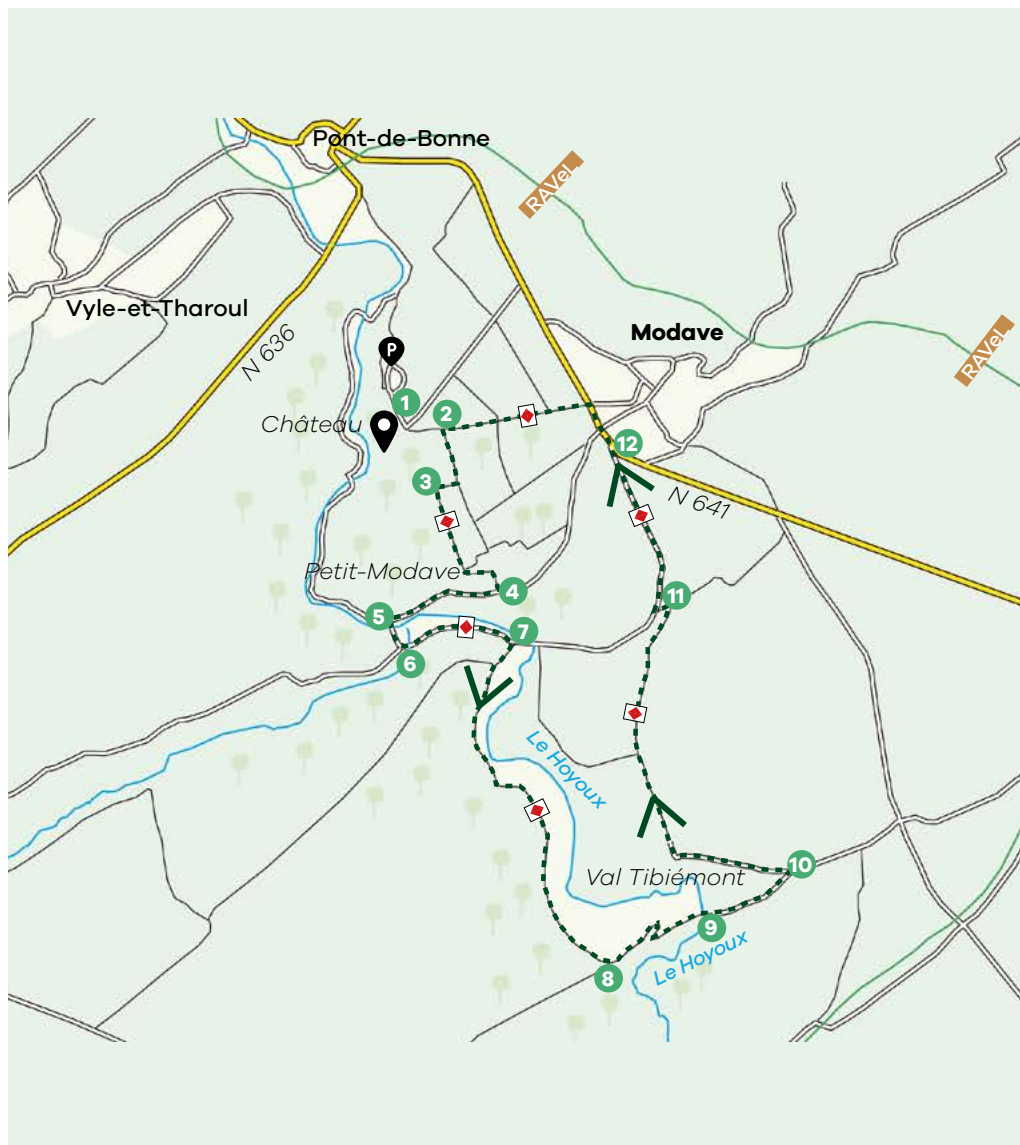 Pont-de-Bonne
RAVeL
Vyle-et-Tharoul
N 636
Modave
RAVeL
P
1
Château
2
12
3
N 641
Petit-Modave
4
11
5
7
6
Le Hoyoux
Val Tibiémont
10
9
Le Hoyoux
8